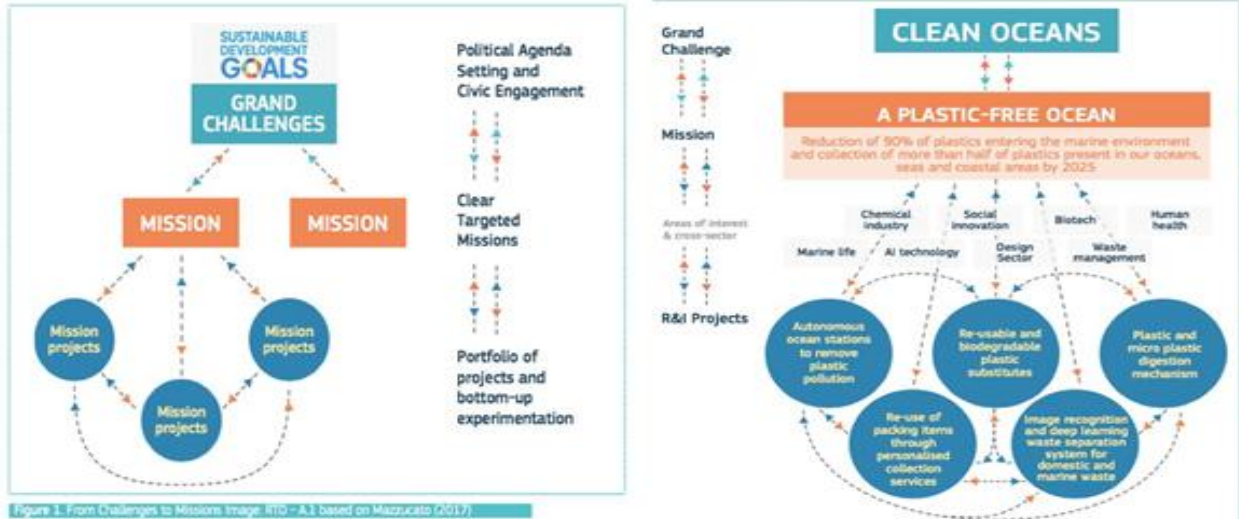 SUSTAINABLE
DEVELOPMENT
GOALS
GRAND
CHALLENGES
MISSION
MISSION
Mission
projects
Mission
projects
Mission
projects
Political Agenda
Setting and
Civic Engagement
Clear
Targeted
Missions
Portfolio of
projects and
bottom-up
experimentation
Figure 1. From Challenges to Missions Image: RTD - A.1 based on Mazzucato (2017)
Grand
Challenge
Mission
Areas of interest
& cross-sector
R&I Projects
CLEAN OCEANS
A PLASTIC-FREE OCEAN
Reduction of 90% of plastics entering the marine environment
and collection of more than half of plastics present in our oceans,
seas and coastal areas by 2025
Chemical
industry
Social
innovation
Biotech
Human
health
Marine life
AI technology
Design
Sector
Waste
management
Autonomous
ocean stations
to remove
plastic
pollution
Re-usable and
biodegradable
plastic
substitutes
Plastic and
micro plastic
digestion
mechanism
Re-use of
packing items
through
personalised
collection
services
Image recognition
and deep learning
waste separation
system for
domestic and
marine waste